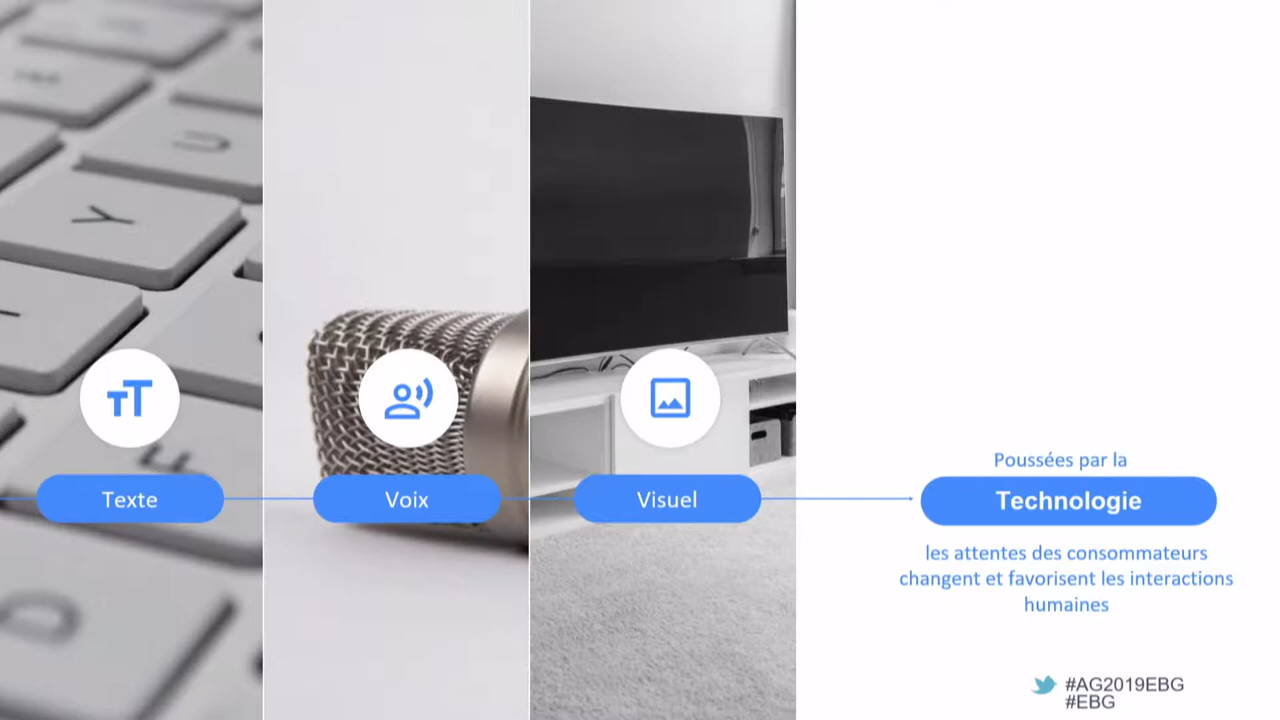 Y
U
D
Texte
Voix
Visuel
Poussées par la
Technologie
les attentes des consommateurs
changent et favorisent les interactions
humaines
#AG2019EBG
#EBG